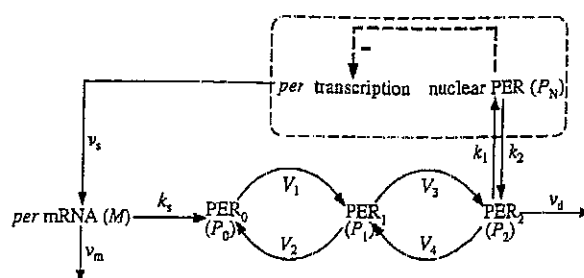 per transcription nuclear PER (P_N)
v_s
k_1 k_2
V_1 V_3
per mRNA (M) k_s PER_0 PER_1 PER_2 v_d
(P_0) (P_1) (P_2)
V_2 V_4
v_m